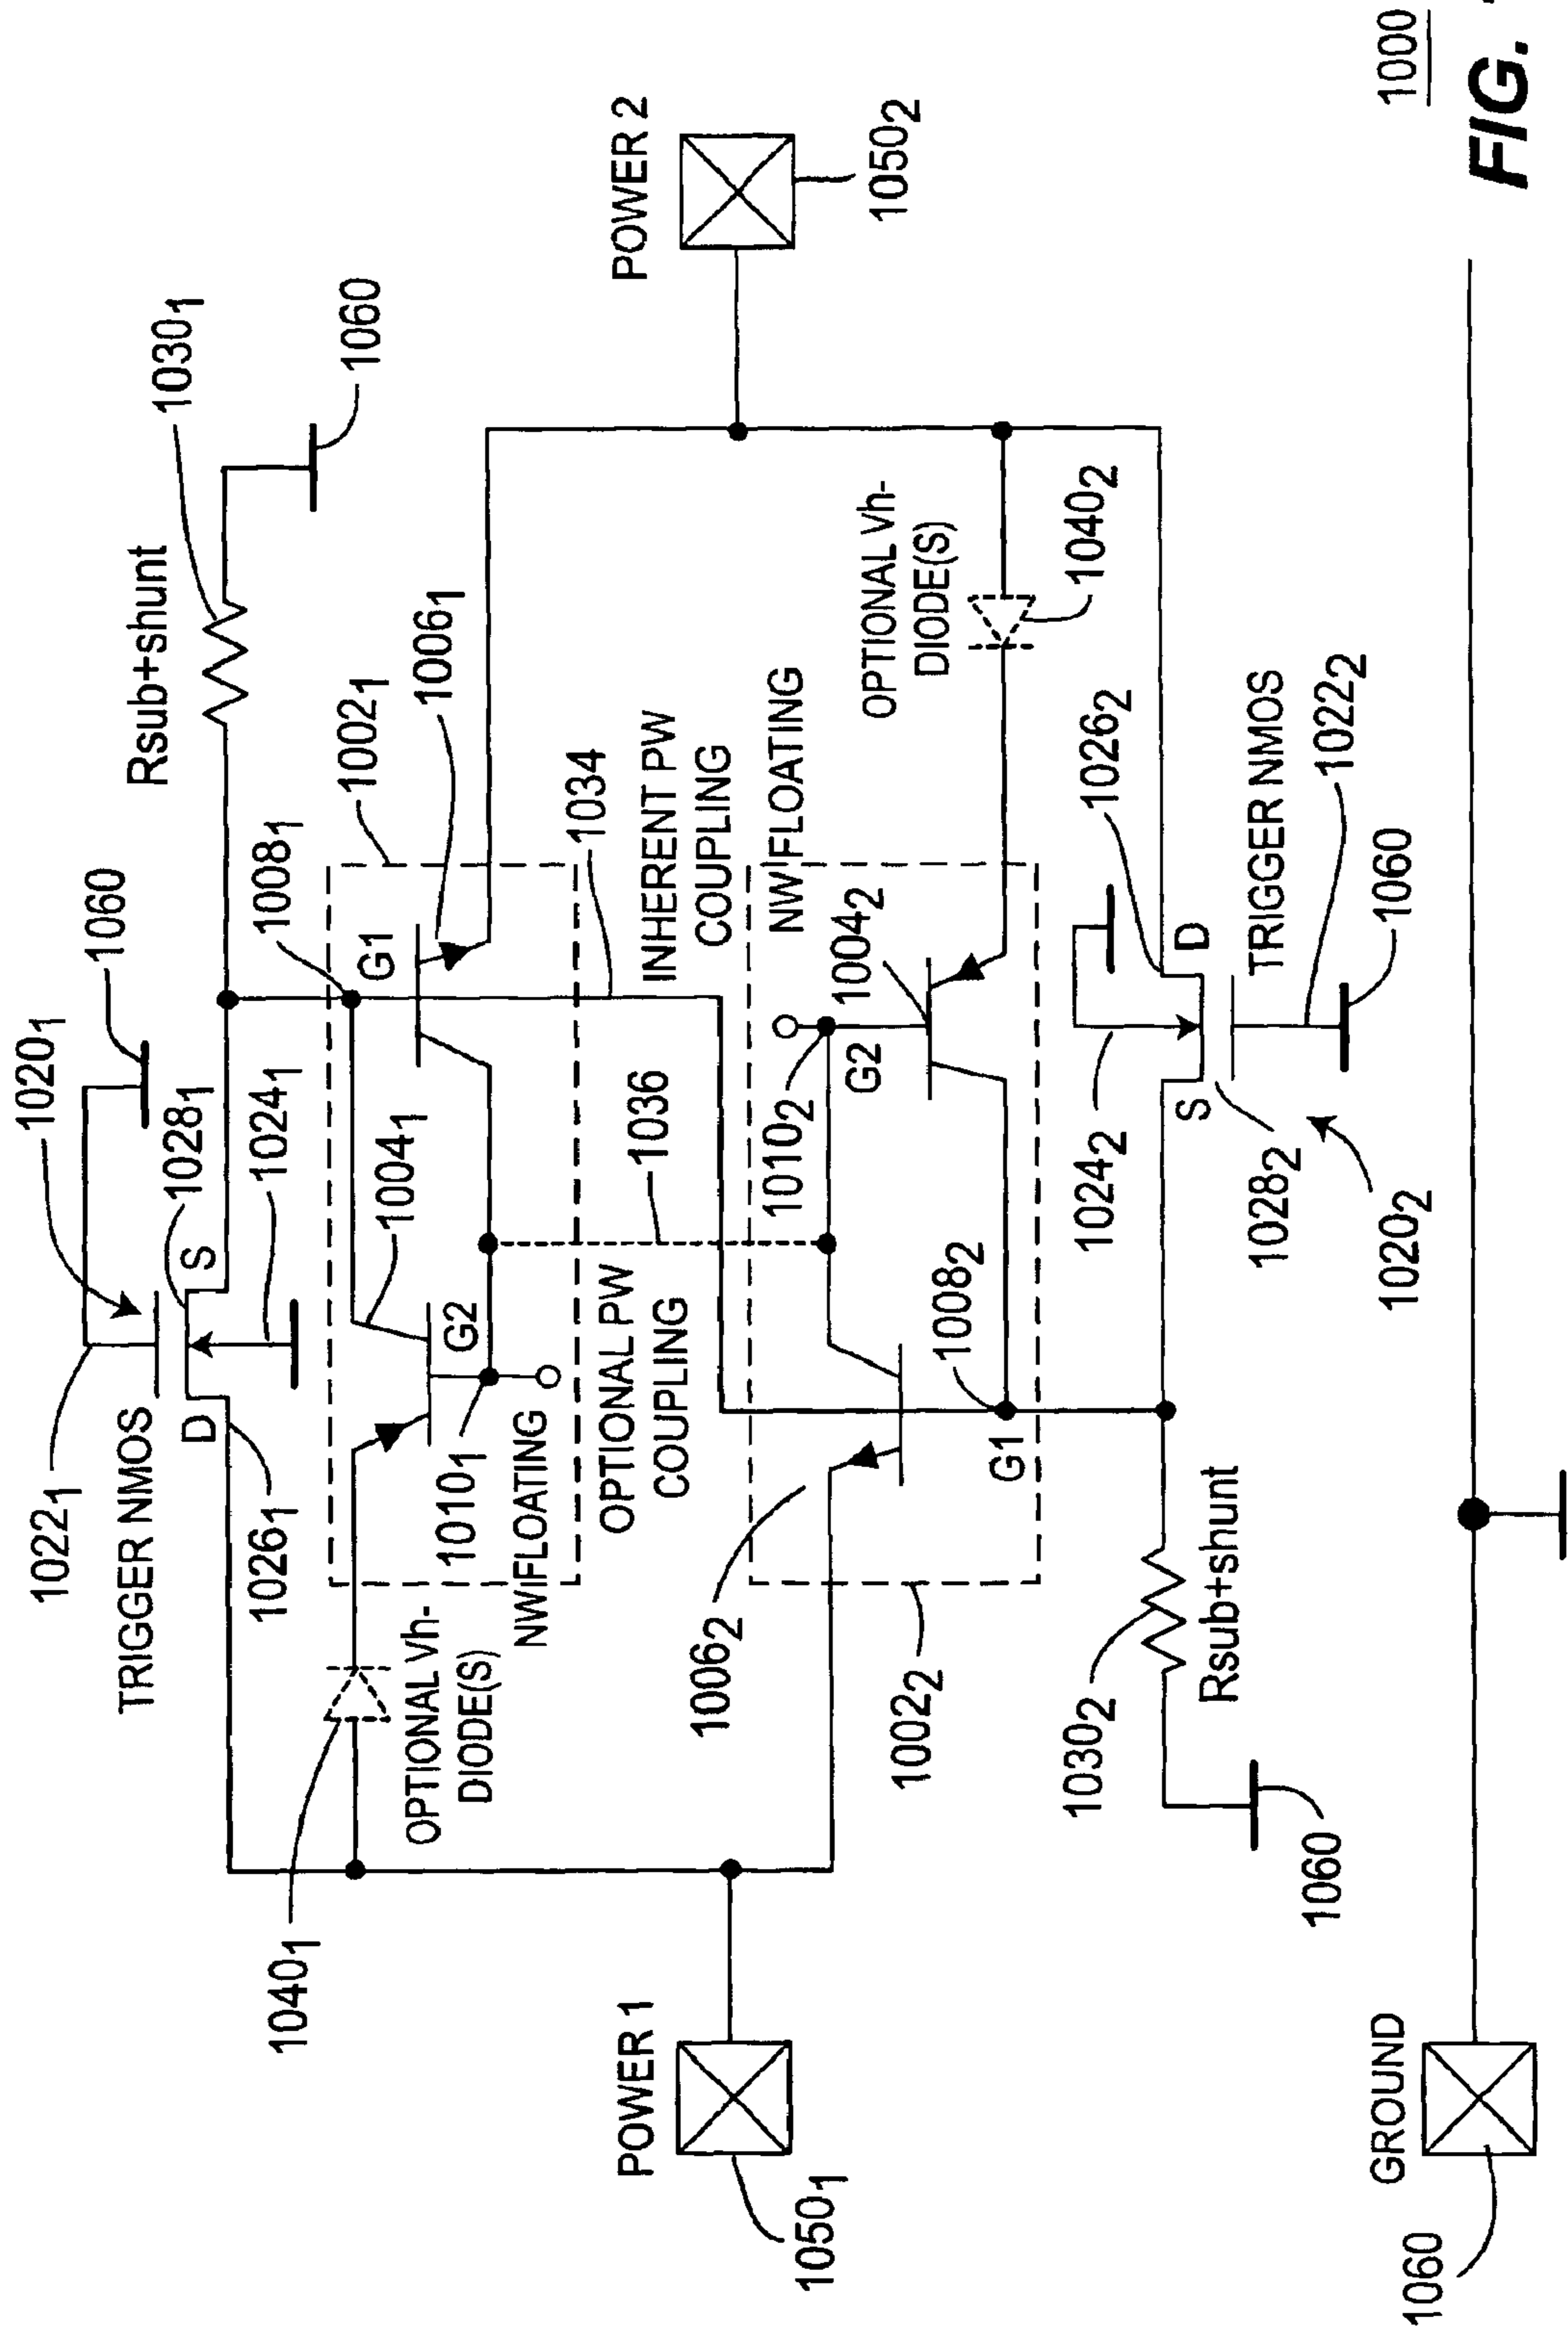 1022₁
1020₁
1060
TRIGGER NMOS
D
S
1028₁
1024₁
1026₁
1008₁
Rsub+shunt
1030₁
1060
1040₁
OPTIONAL Vh-
DIODE(S)
1004₁
G1
G2
1002₁
1006₁
1010₁
NW FLOATING
OPTIONAL PW
COUPLING
1036
1034
INHERENT PW
COUPLING
POWER 1
1050₁
POWER 2
1050₂
1006₂
1002₂
1010₂
G2
1004₂
NW FLOATING
OPTIONAL Vh-
DIODE(S)
1040₂
G1
1008₂
1030₂
Rsub+shunt
1060
1024₂
1026₂
S
D
1028₂
1020₂
TRIGGER NMOS
1022₂
1060
GROUND
1060
1000
FIG.